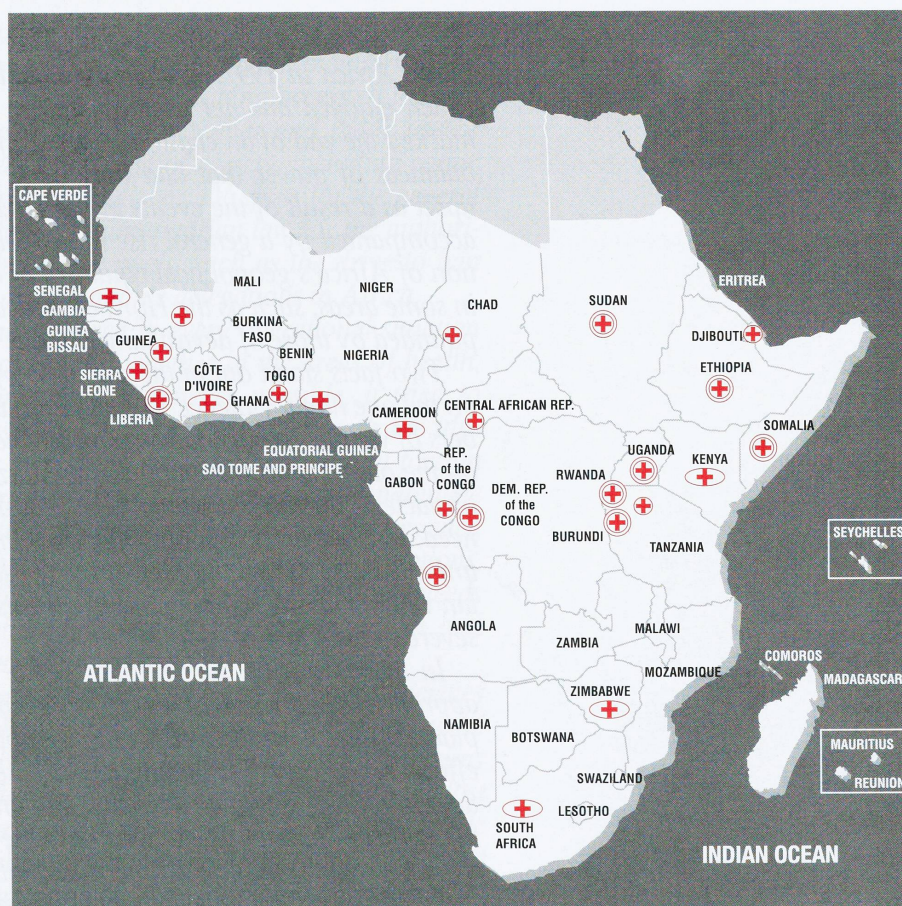 CAPE VERDE
SENEGAL
GAMBIA
GUINEA
BISSAU
GUINEA
SIERRA
LEONE
LIBERIA
MALI
BURKINA
FASO
CÔTE
D'IVOIRE
GHANA
TOGO
BENIN
NIGER
NIGERIA
CHAD
SUDAN
ERITREA
DJIBOUTI
ETHIOPIA
SOMALIA
CAMEROON
CENTRAL AFRICAN REP.
EQUATORIAL GUINEA
SAO TOME AND PRINCIPE
GABON
REP.
of the
CONGO
DEM. REP.
of the
CONGO
UGANDA
KENYA
RWANDA
BURUNDI
TANZANIA
SEYCHELLES
ANGOLA
ZAMBIA
MALAWI
MOZAMBIQUE
COMOROS
MADAGASCAR
ATLANTIC OCEAN
ZIMBABWE
NAMIBIA
BOTSWANA
MAURITIUS
REUNION
SWAZILAND
LESOTHO
SOUTH
AFRICA
INDIAN OCEAN